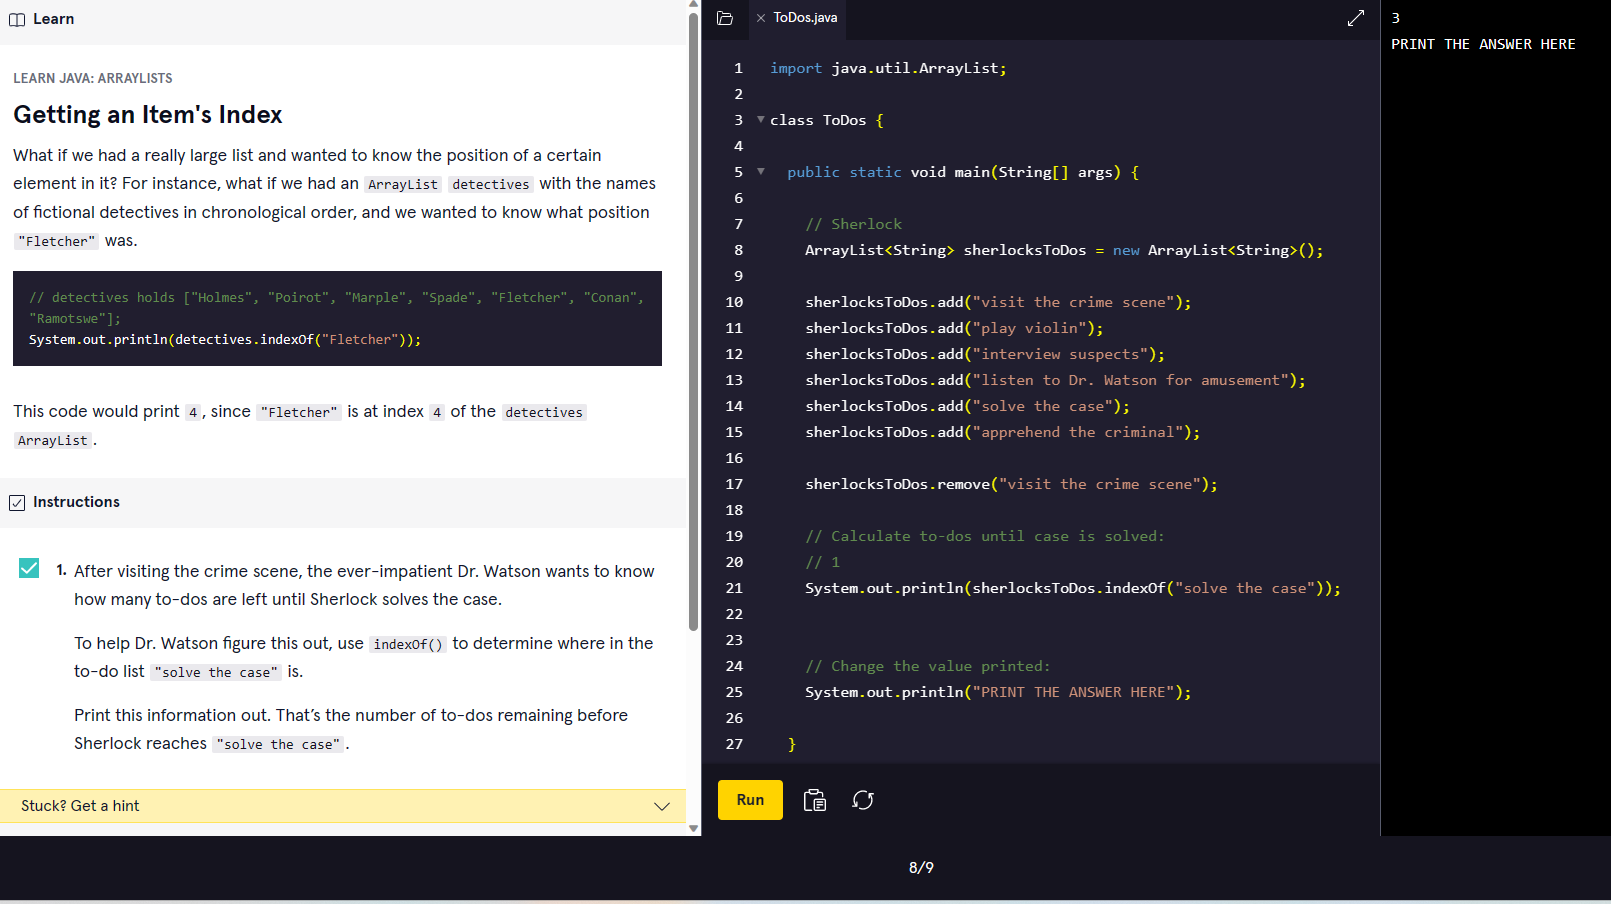 Learn
LEARN JAVA: ARRAYLISTS
Getting an Item's Index
What if we had a really large list and wanted to know the position of a certain
element in it? For instance, what if we had an ArrayList detectives with the names
of fictional detectives in chronological order, and we wanted to know what position
"Fletcher" was.
// detectives holds ["Holmes", "Poirot", "Marple", "Spade", "Fletcher", "Conan",
"Ramotswe"];
System.out.println(detectives.indexOf("Fletcher"));
This code would print 4, since "Fletcher" is at index 4 of the detectives
ArrayList.
Instructions
1. After visiting the crime scene, the ever-impatient Dr. Watson wants to know
how many to-dos are left until Sherlock solves the case.
To help Dr. Watson figure this out, use indexOf() to determine where in the
to-do list "solve the case" is.
Print this information out. That’s the number of to-dos remaining before
Sherlock reaches "solve the case".
Stuck? Get a hint
ToDos.java
1 import java.util.ArrayList;
2
3 class ToDos {
4
5 public static void main(String[] args) {
6
7 // Sherlock
8 ArrayList<String> sherlocksToDos = new ArrayList<String>();
9
10 sherlocksToDos.add("visit the crime scene");
11 sherlocksToDos.add("play violin");
12 sherlocksToDos.add("interview suspects");
13 sherlocksToDos.add("listen to Dr. Watson for amusement");
14 sherlocksToDos.add("solve the case");
15 sherlocksToDos.add("apprehend the criminal");
16
17 sherlocksToDos.remove("visit the crime scene");
18
19 // Calculate to-dos until case is solved:
20 // 1
21 System.out.println(sherlocksToDos.indexOf("solve the case"));
22
23
24 // Change the value printed:
25 System.out.println("PRINT THE ANSWER HERE");
26
27 }
Run
3
PRINT THE ANSWER HERE
8/9